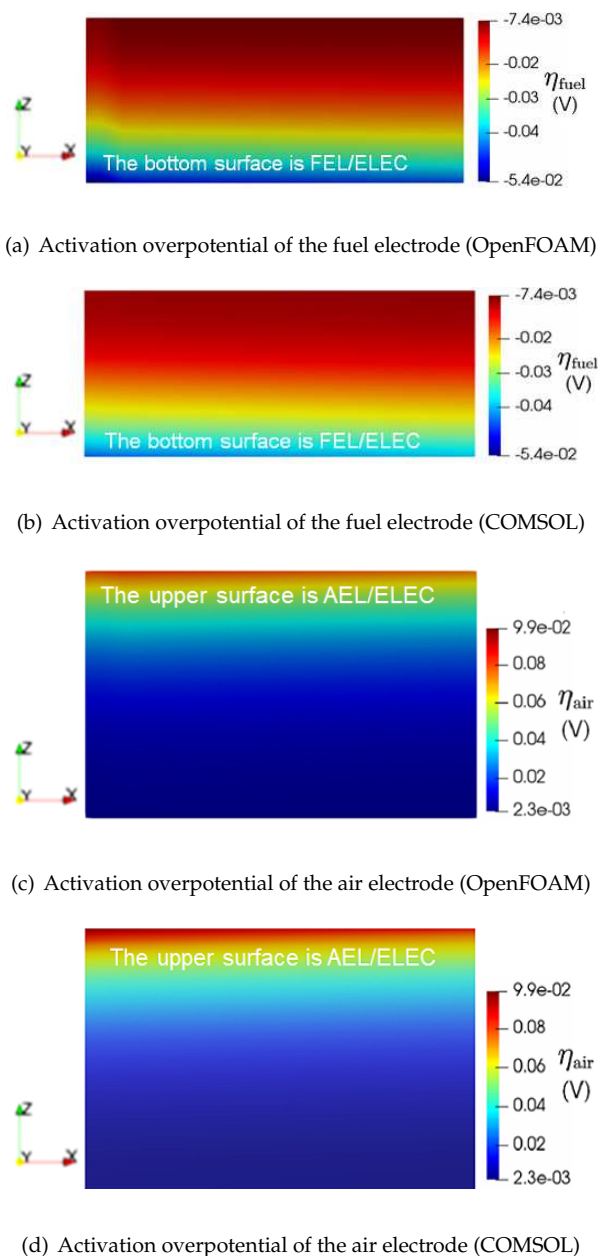 -7.4e-03
-0.02
ηfuel
-0.03
(V)
-0.04
-5.4e-02
Z
Y X
The bottom surface is FEL/ELEC
(a) Activation overpotential of the fuel electrode (OpenFOAM)
-7.4e-03
-0.02
ηfuel
-0.03
(V)
-0.04
-5.4e-02
Z
Y X
The bottom surface is FEL/ELEC
(b) Activation overpotential of the fuel electrode (COMSOL)
The upper surface is AEL/ELEC
9.9e-02
0.08
0.06
ηair
0.04
(V)
0.02
2.3e-03
Z
Y X
(c) Activation overpotential of the air electrode (OpenFOAM)
The upper surface is AEL/ELEC
9.9e-02
0.08
0.06
ηair
0.04
(V)
0.02
2.3e-03
Z
Y X
(d) Activation overpotential of the air electrode (COMSOL)